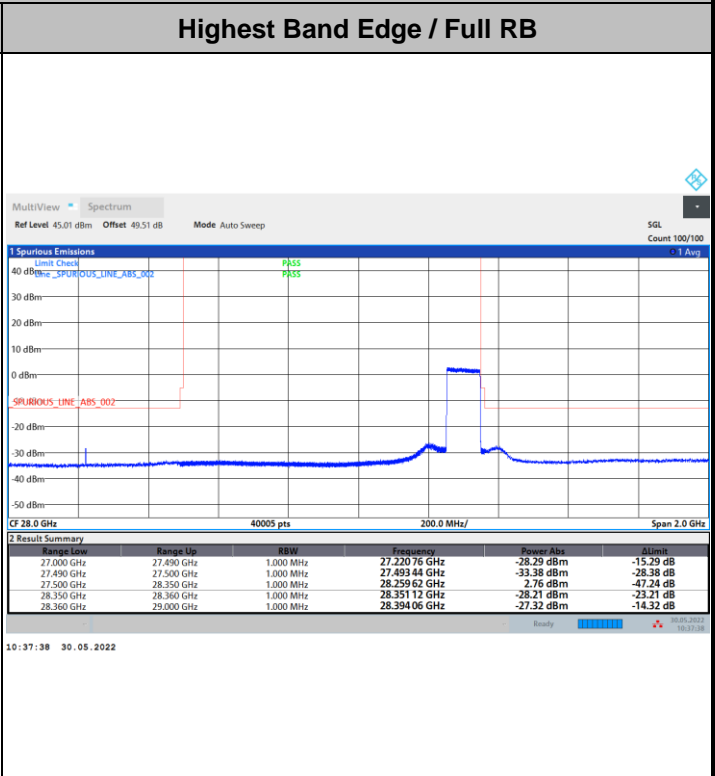 Highest Band Edge / Full RB
MultiView Spectrum
Ref Level 45.01 dBm Offset 49.51 dB Mode Auto Sweep SGL
Count 100/100
1 Spurious Emissions 1 Avg
Limit Check PASS
40 dBm
Line _SPURIOUS_LINE_ABS_002 PASS
30 dBm
20 dBm
10 dBm
0 dBm
_SPURIOUS_LINE_ABS_002
-20 dBm
-30 dBm
-40 dBm
-50 dBm
CF 28.0 GHz 40005 pts 200.0 MHz/ Span 2.0 GHz
2 Result Summary
Range Low Range Up RBW Frequency Power Abs ΔLimit
27.000 GHz 27.490 GHz 1.000 MHz 27.220 76 GHz -28.29 dBm -15.29 dB
27.490 GHz 27.500 GHz 1.000 MHz 27.493 44 GHz -33.38 dBm -28.38 dB
27.500 GHz 28.350 GHz 1.000 MHz 28.259 62 GHz 2.76 dBm -47.24 dB
28.350 GHz 28.360 GHz 1.000 MHz 28.351 12 GHz -28.21 dBm -23.21 dB
28.360 GHz 29.000 GHz 1.000 MHz 28.394 06 GHz -27.32 dBm -14.32 dB
Ready 30.05.2022
10:37:38
10:37:38 30.05.2022